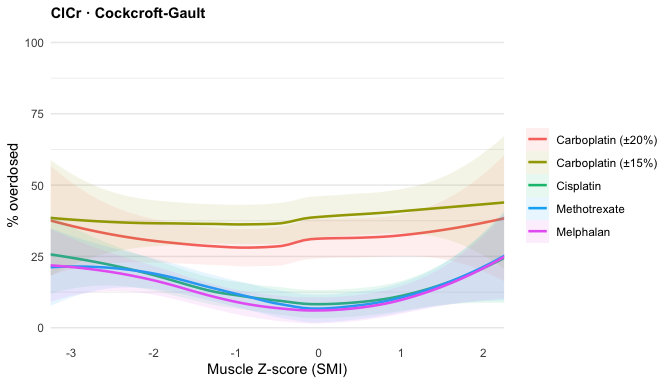 ClCr · Cockcroft-Gault
100
75
50
25
0
% overdosed
-3
-2
-1
0
1
2
Muscle Z-score (SMI)
Carboplatin (±20%)
Carboplatin (±15%)
Cisplatin
Methotrexate
Melphalan